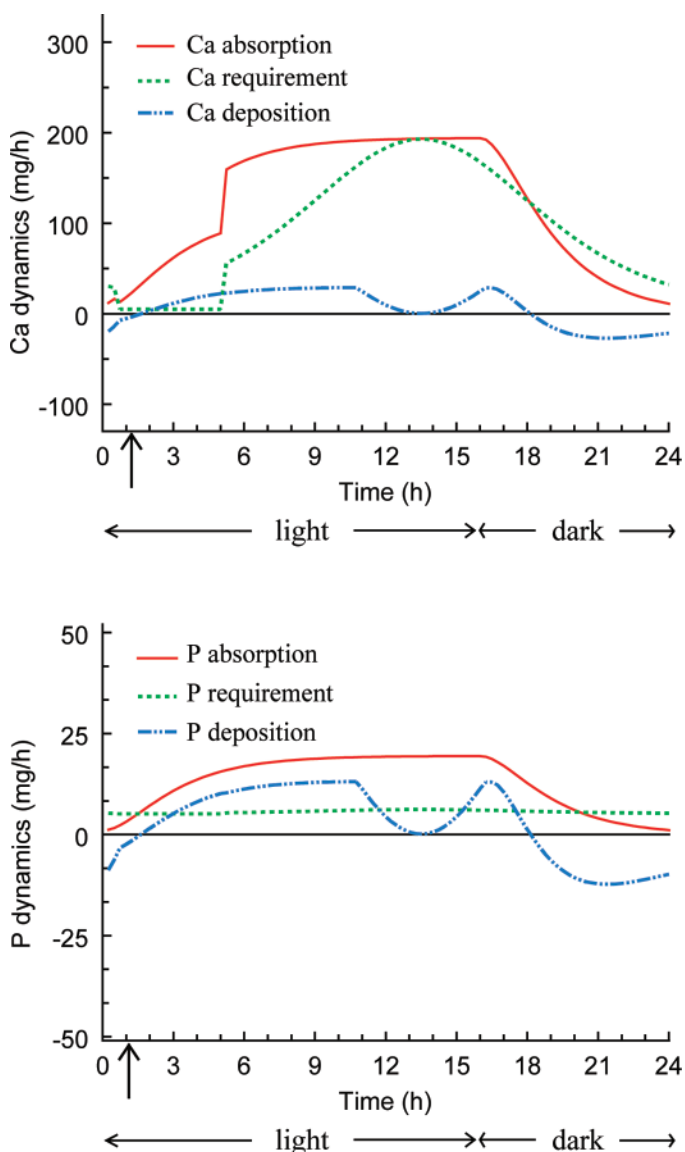 300
200
100
0
-100
Ca dynamics (mg/h)
Ca absorption
Ca requirement
Ca deposition
0 3 6 9 12 15 18 21 24
Time (h)
light dark
50
25
0
-25
-50
P dynamics (mg/h)
P absorption
P requirement
P deposition
0 3 6 9 12 15 18 21 24
Time (h)
light dark